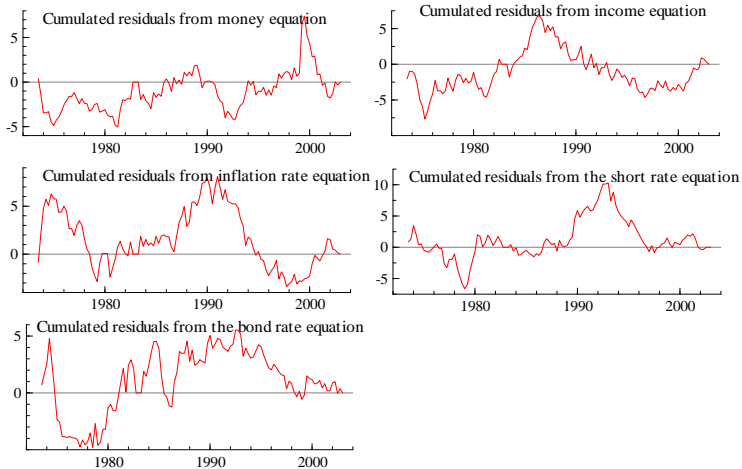 Cumulated residuals from money equation
5
0
-5
1980 1990 2000
Cumulated residuals from income equation
5
0
-5
1980 1990 2000
Cumulated residuals from inflation rate equation
5
0
1980 1990 2000
Cumulated residuals from the short rate equation
10
5
0
-5
1980 1990 2000
Cumulated residuals from the bond rate equation
5
0
1980 1990 2000